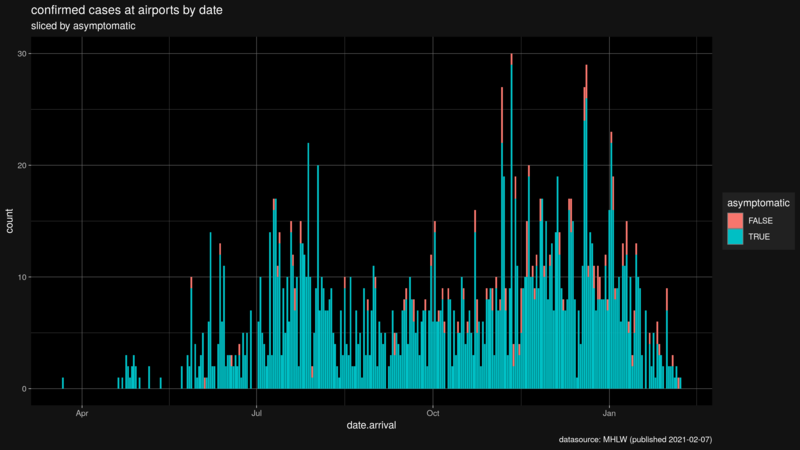 confirmed cases at airports by date
sliced by asymptomatic
30
20
10
0
count
Apr
Jul
Oct
Jan
date.arrival
asymptomatic
FALSE
TRUE
datasource: MHLW (published 2021-02-07)